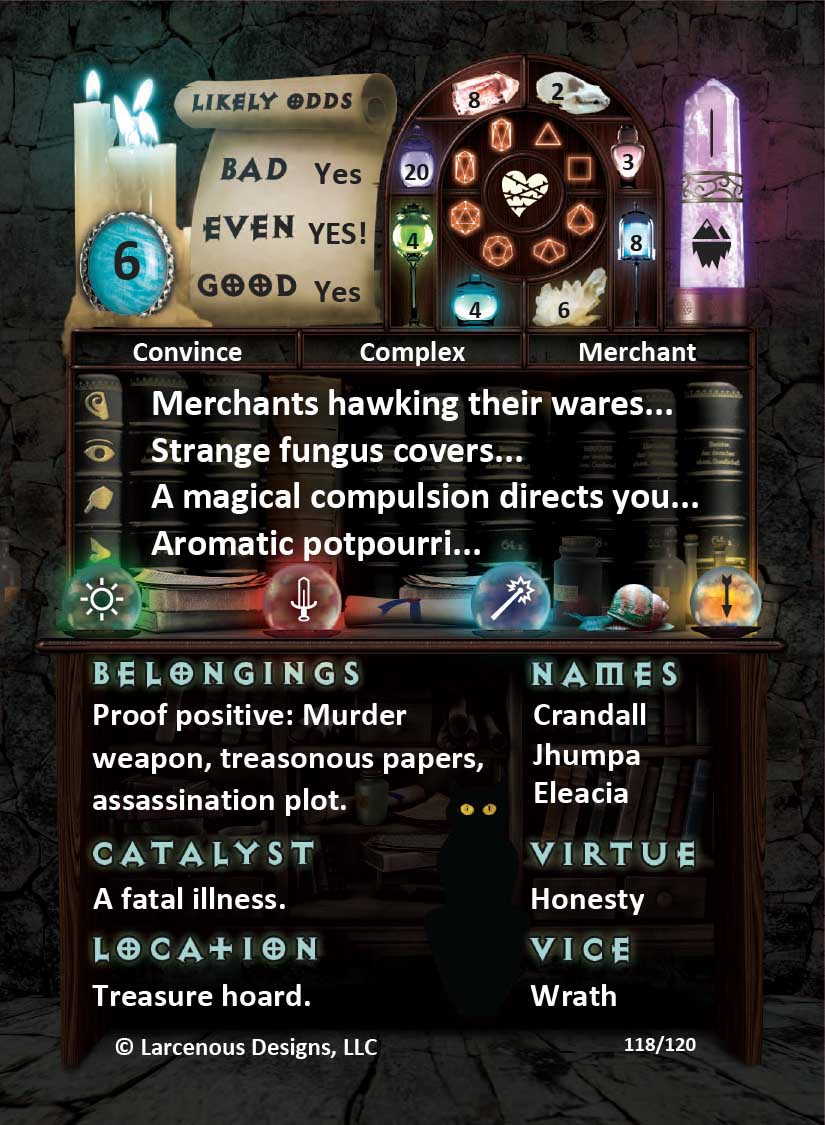 LIKELY ODDS
BAD Yes
EVEN YES!
GOOD Yes
6
8
2
20
3
4
8
4
6
Convince Complex Merchant
Merchants hawking their wares...
Strange fungus covers...
A magical compulsion directs you...
Aromatic potpourri...
BELONGINGS
Proof positive: Murder
weapon, treasonous papers,
assassination plot.
NAMES
Crandall
Jhumpa
Eleacia
CATALYST
A fatal illness.
VIRTUE
Honesty
LOCATION
Treasure hoard.
VICE
Wrath
© Larcenous Designs, LLC
118/120